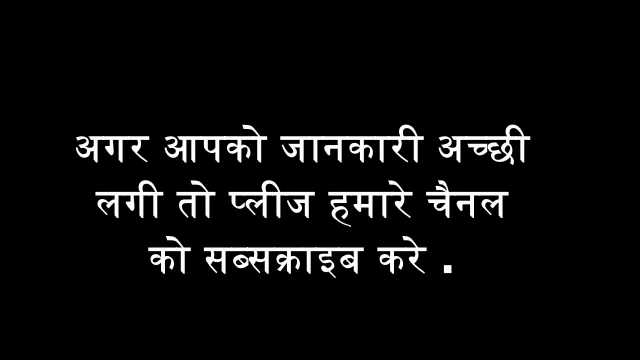 अगर आपको जानकारी अच्छी
लगी तो प्लीज हमारे चैनल
को सब्सक्राइब करे .